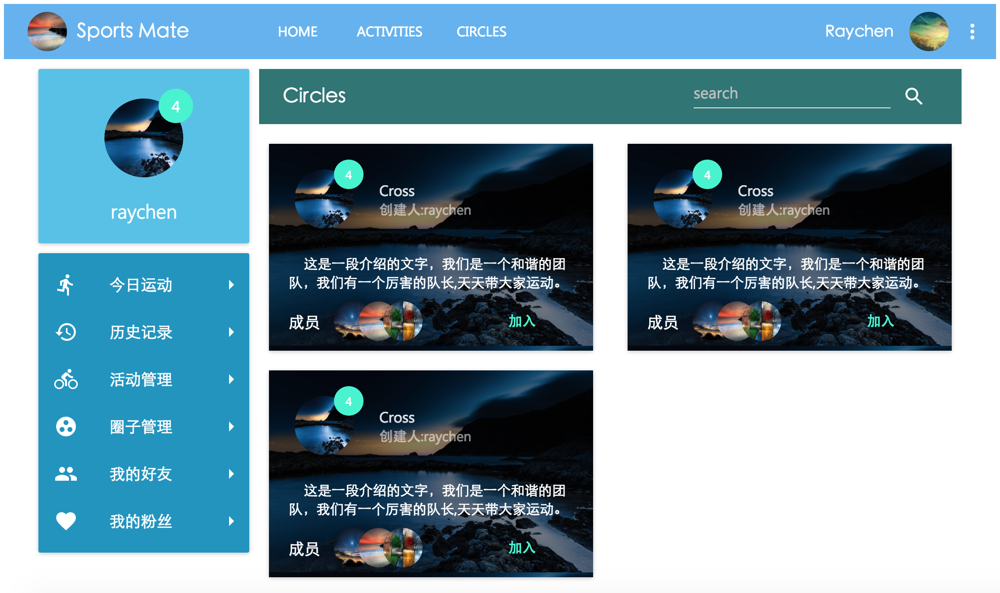 Sports Mate
HOME
ACTIVITIES
CIRCLES
Raychen
4
raychen
今日运动
历史记录
活动管理
圈子管理
我的好友
我的粉丝
Circles
search
4
Cross
创建人:raychen
这是一段介绍的文字，我们是一个和谐的团
队，我们有一个厉害的队长,天天带大家运动。
成员
加入
4
Cross
创建人:raychen
这是一段介绍的文字，我们是一个和谐的团
队，我们有一个厉害的队长,天天带大家运动。
成员
加入
4
Cross
创建人:raychen
这是一段介绍的文字，我们是一个和谐的团
队，我们有一个厉害的队长,天天带大家运动。
成员
加入